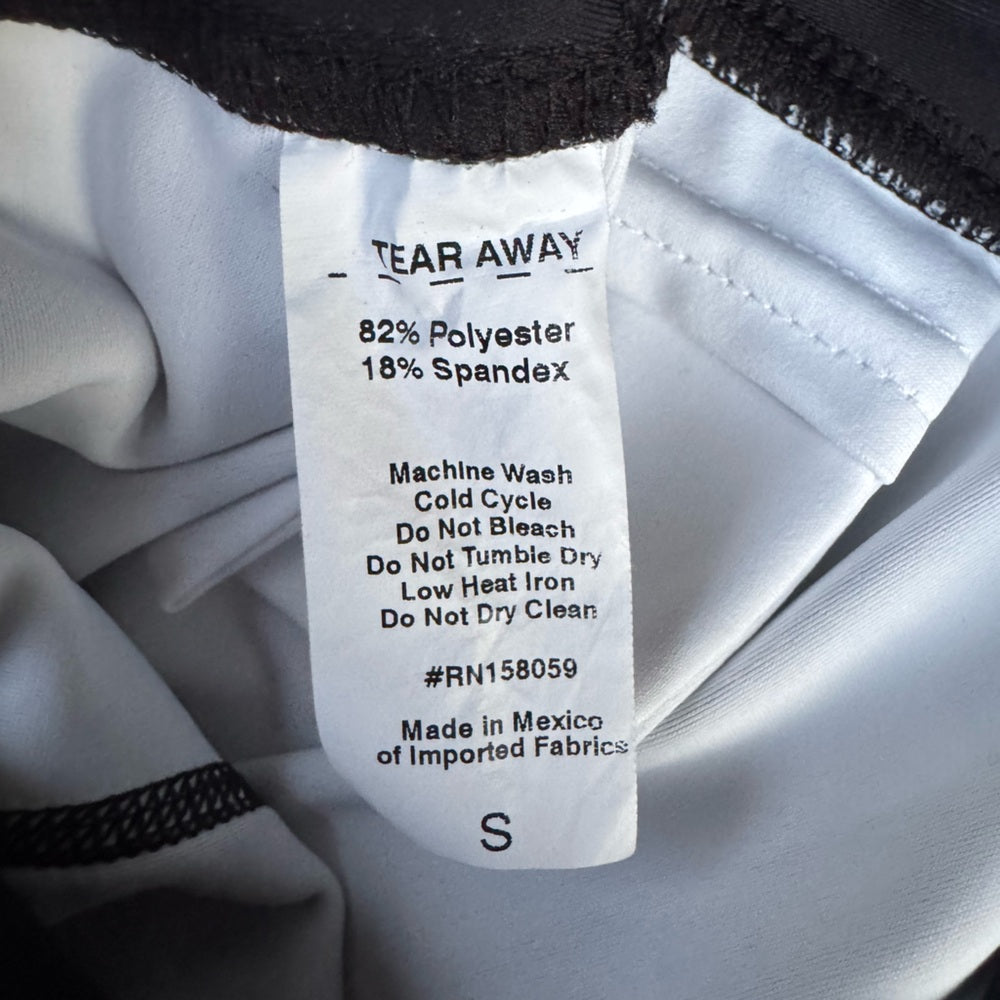 TEAR AWAY
82% Polyester
18% Spandex
Machine Wash
Cold Cycle
Do Not Bleach
Do Not Tumble Dry
Low Heat Iron
Do Not Dry Clean
#RN158059
Made in Mexico
of Imported Fabrics
S